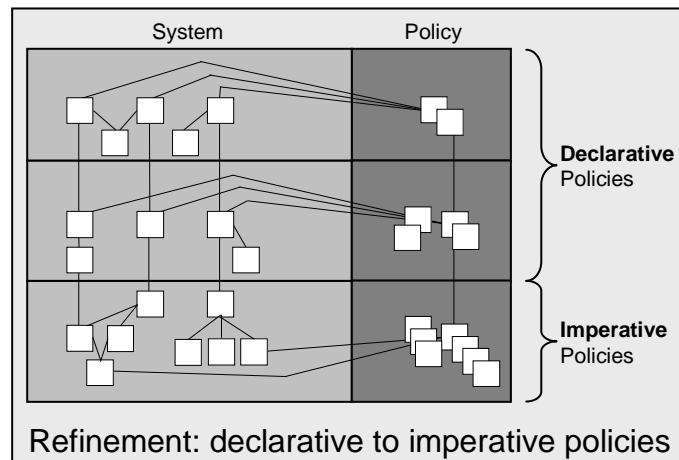 System
Policy
Declarative
Policies
Imperative
Policies
Refinement: declarative to imperative policies